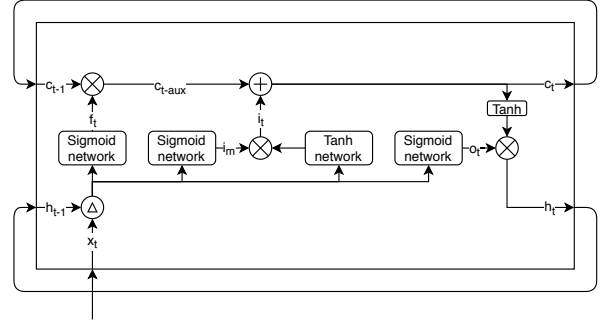 c_{t-1}
c_{t-aux}
c_t
Tanh
f_t
i_t
Sigmoid
network
Sigmoid
network
i_m
Tanh
network
Sigmoid
network
o_t
h_{t-1}
h_t
x_t